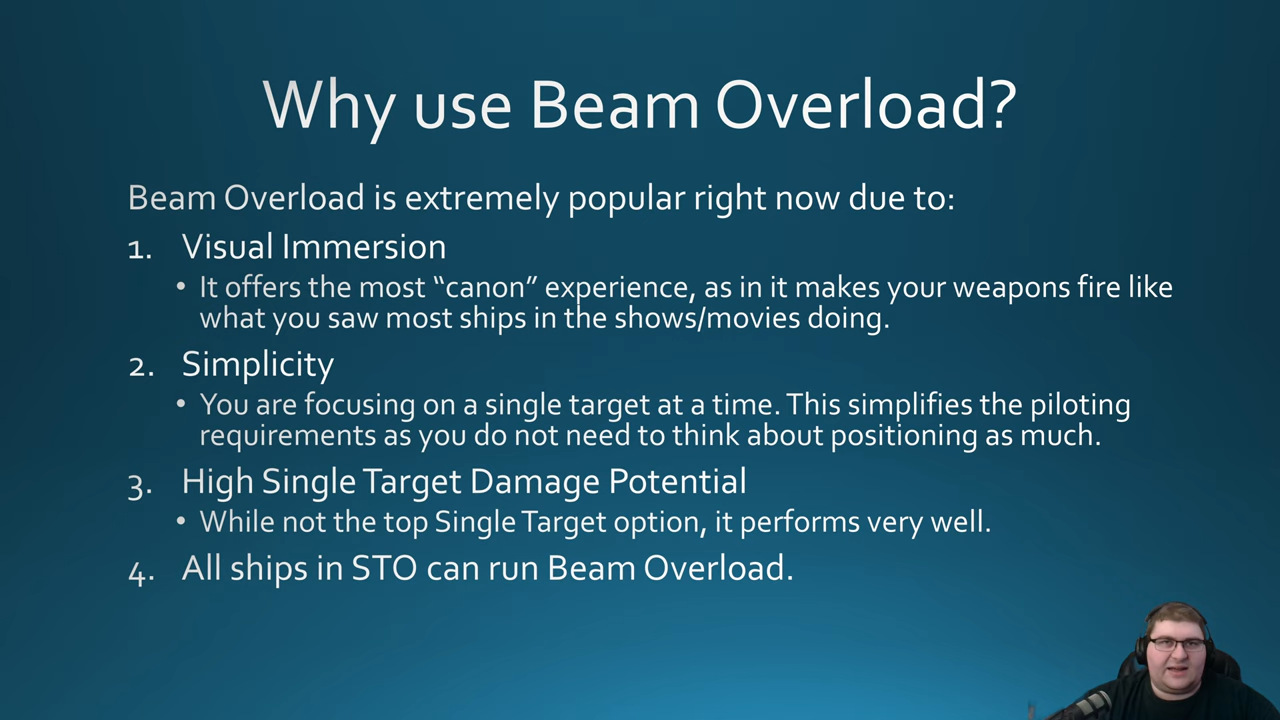 Why use Beam Overload?
Beam Overload is extremely popular right now due to:
1. Visual Immersion
• It offers the most “canon” experience, as in it makes your weapons fire like
what you saw most ships in the shows/movies doing.
2. Simplicity
• You are focusing on a single target at a time. This simplifies the piloting
requirements as you do not need to think about positioning as much.
3. High Single Target Damage Potential
• While not the top Single Target option, it performs very well.
4. All ships in STO can run Beam Overload.